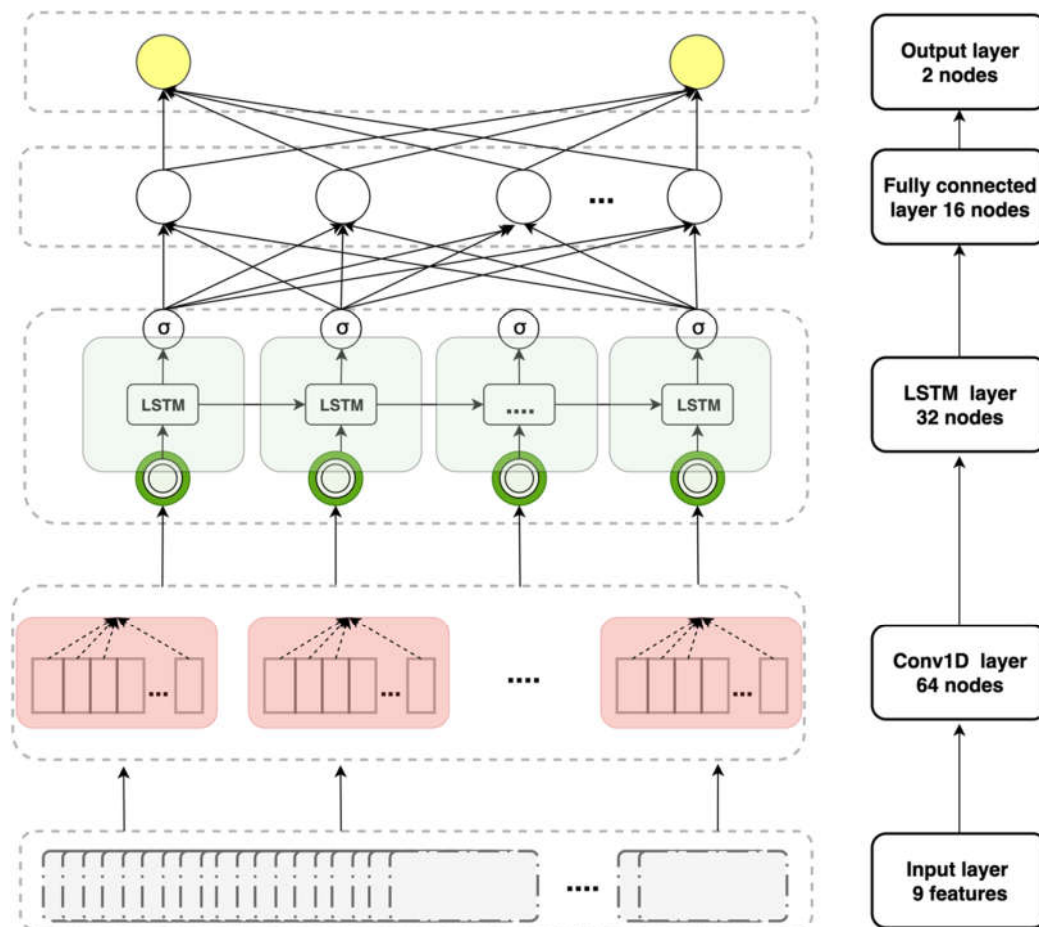 Output layer
2 nodes
...
Fully connected
layer 16 nodes
σ
σ
σ
σ
LSTM
LSTM
....
LSTM
LSTM layer
32 nodes
...
...
....
...
Conv1D layer
64 nodes
....
Input layer
9 features